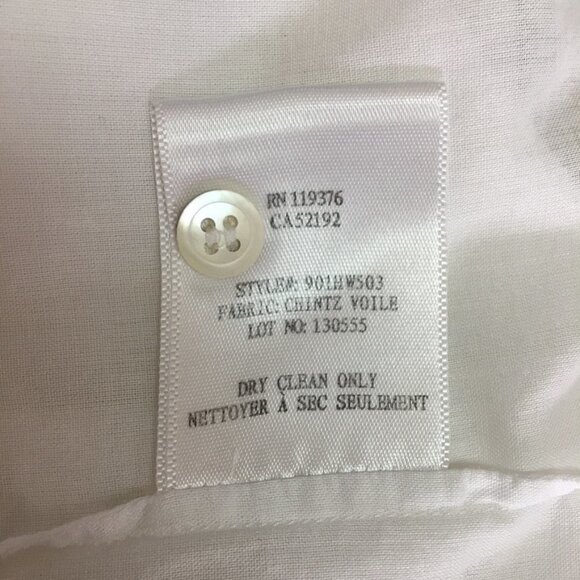 RN 119376
CA52192
STYLE#: 901HW503
FABRIC: CHINTZ VOILE
LOT NO: 130555
DRY CLEAN ONLY
NETTOYER À SEC SEULEMENT